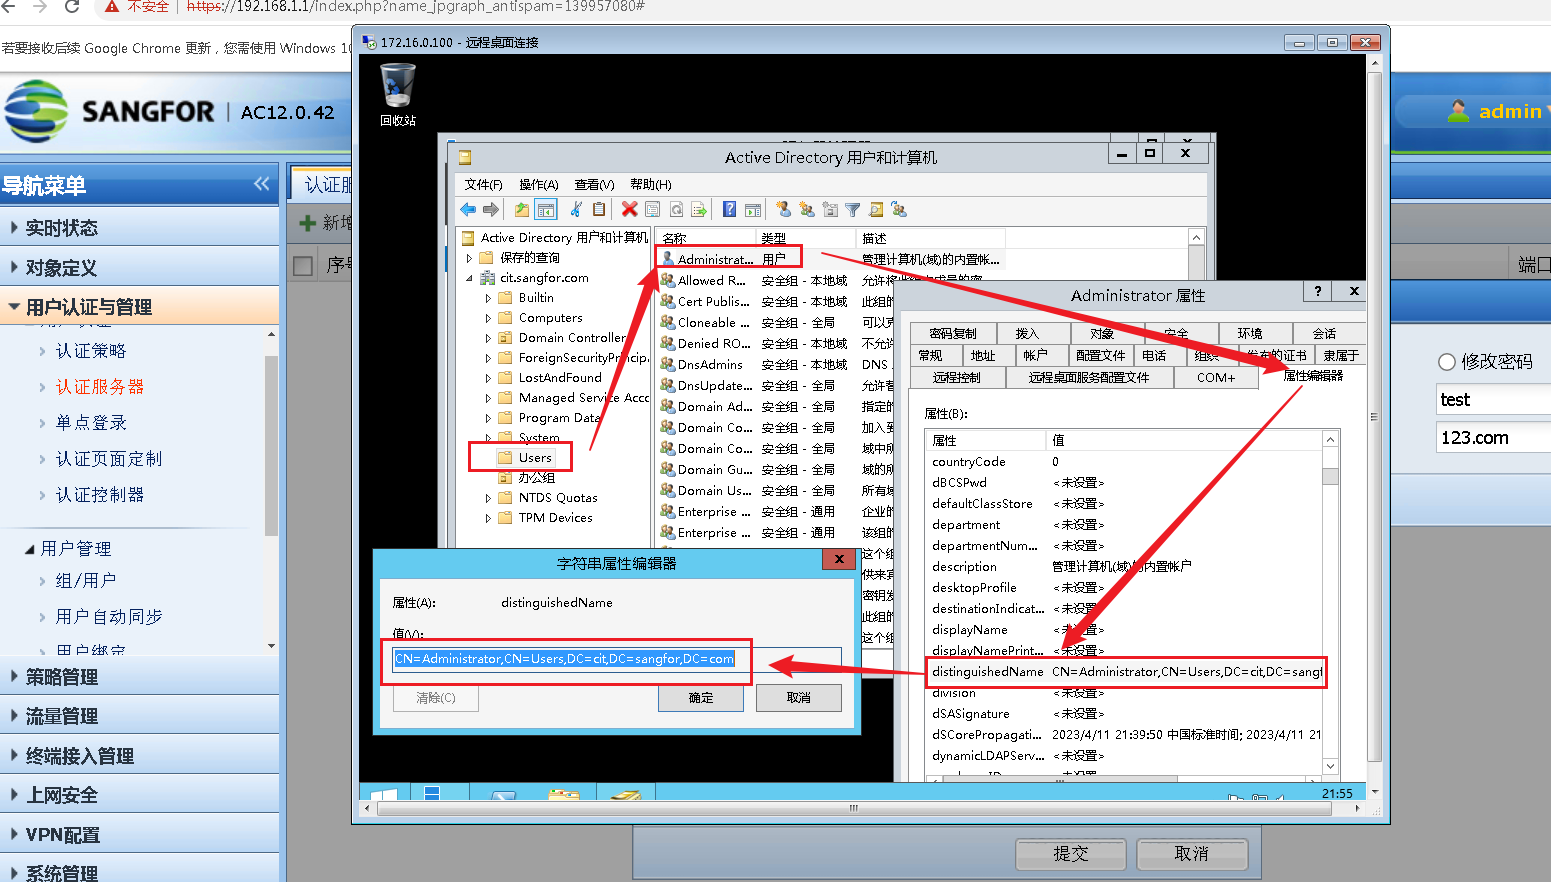 不安全 | https://192.168.1.1/index.php?name_jpgraph_antispam=139957080#
若要接收后续 Google Chrome 更新，您需使用 Windows 10
SANGFOR | AC12.0.42
admin
导航菜单
实时状态
对象定义
用户认证与管理
认证策略
认证服务器
单点登录
认证页面定制
认证控制器
用户管理
组/用户
用户自动同步
用户绑定
策略管理
流量管理
终端接入管理
上网安全
VPN配置
系统管理
认证服
新增
序号
端口
修改密码
test
123.com
提交
取消
172.16.0.100 - 远程桌面连接
回收站
Active Directory 用户和计算机
文件(F) 操作(A) 查看(V) 帮助(H)
Active Directory 用户和计算机
保存的查询
cit.sangfor.com
Builtin
Computers
Domain Controller
ForeignSecurityPrincip
LostAndFound
Managed Service Acco
Program Data
System
Users
办公组
NTDS Quotas
TPM Devices
名称 类型 描述
Administrat... 用户 管理计算机(域)的内置帐...
Allowed R... 安全组 - 本地域
Cert Publis... 安全组 - 本地域 此组的
Cloneable ... 安全组 - 全局 可以克
Denied RO... 安全组 - 本地域 不允许
DnsAdmins 安全组 - 本地域 DNS
DnsUpdate... 安全组 - 全局 允许替
Domain Ad... 安全组 - 全局 指定的
Domain Co... 安全组 - 全局 加入到
Domain Co... 安全组 - 全局 域中所
Domain Co... 安全组 - 全局 域的所
Domain Gu... 安全组 - 全局 域的所
Domain Us... 安全组 - 全局 所有域
Enterprise ... 安全组 - 通用 企业的
Enterprise ... 安全组 - 通用 该组的
这个组
供来宾
密钥发
此组的
这个组
Administrator 属性
密码复制 拨入 对象 安全 环境 会话
常规 地址 帐户 配置文件 电话 组织 发布的证书 隶属于
远程控制 远程桌面服务配置文件 COM+ 属性编辑器
属性(B):
属性 值
countryCode 0
dBCSPwd <未设置>
defaultClassStore <未设置>
department <未设置>
departmentNum... <未设置>
description 管理计算机(域)的内置帐户
desktopProfile <未设置>
destinationIndicat... <未设置>
displayName <未设置>
displayNamePrint... <未设置>
distinguishedName CN=Administrator,CN=Users,DC=cit,DC=sangf
division <未设置>
dSASignature <未设置>
dSCorePropagati... 2023/4/11 21:39:50 中国标准时间; 2023/4/11 21
dynamicLDAPServ... <未设置>
字符串属性编辑器
属性(A): distinguishedName
值(V):
CN=Administrator,CN=Users,DC=cit,DC=sangfor,DC=com
清除(C) 确定 取消
21:55